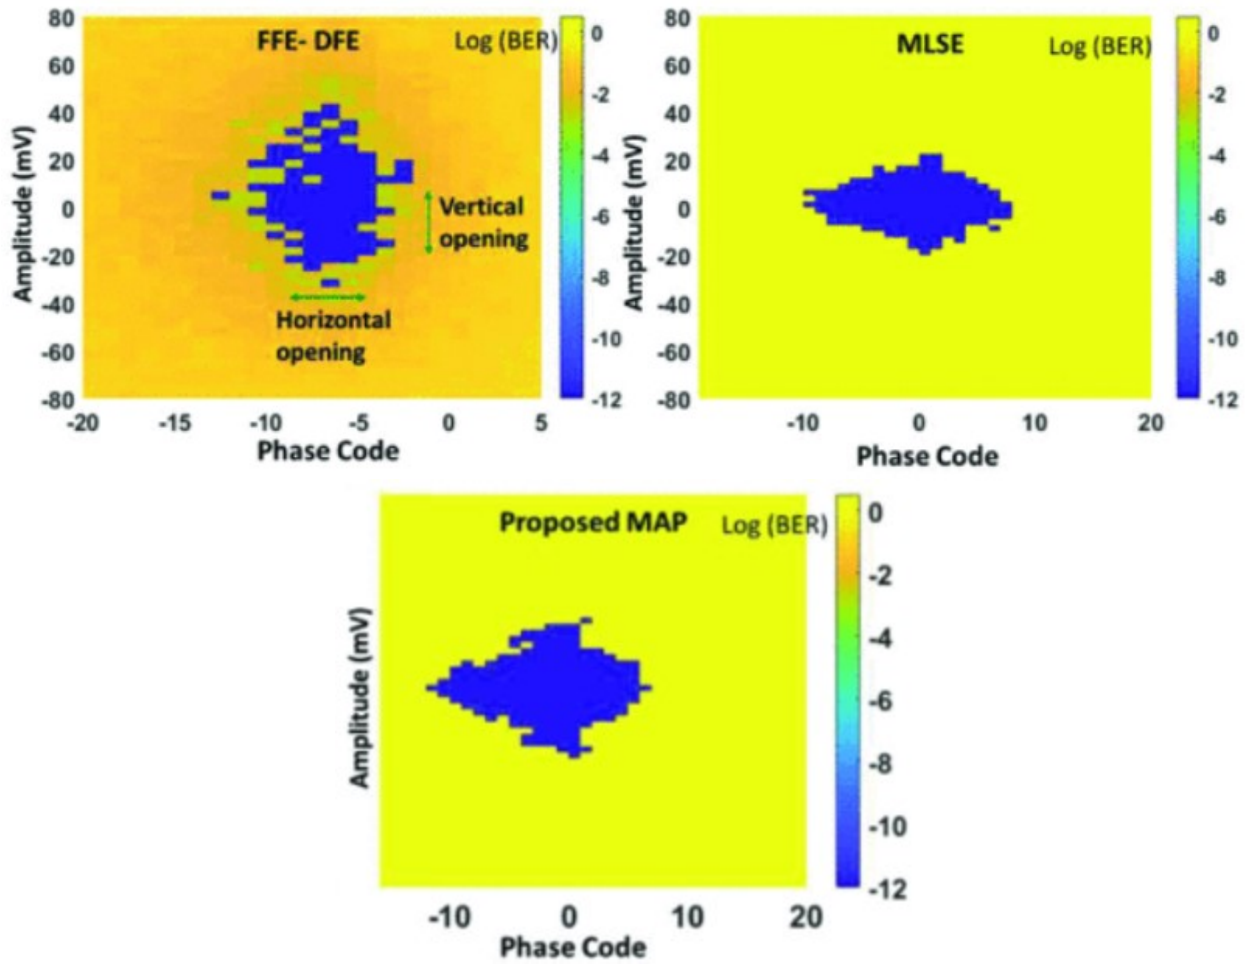 FFE- DFE
Log (BER)
80
60
40
20
0
-20
-40
-60
-80
Amplitude (mV)
Vertical
opening
Horizontal
opening
-20 -15 -10 -5 0 5
Phase Code
0
-2
-4
-6
-8
-10
-12
MLSE
Log (BER)
80
60
40
20
0
-20
-40
-60
-80
Amplitude (mV)
-10 0 10 20
Phase Code
0
-2
-4
-6
-8
-10
-12
Proposed MAP
Log (BER)
Amplitude (mV)
-10 0 10 20
Phase Code
0
-2
-4
-6
-8
-10
-12